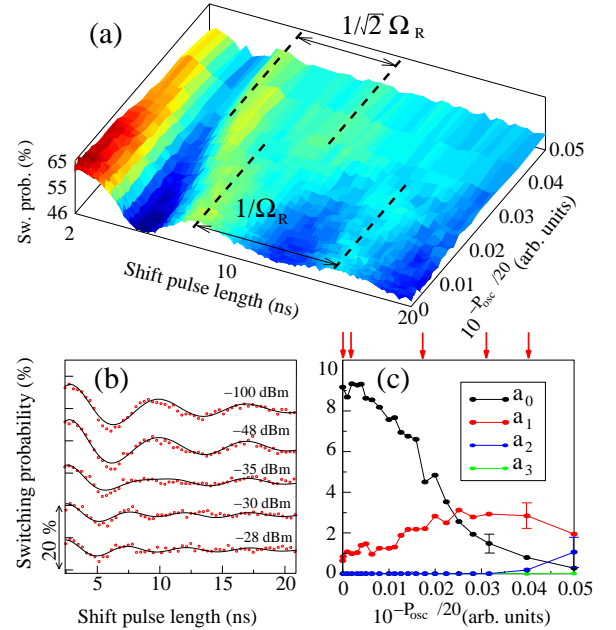 (a)
1/√2 Ω_R
1/Ω_R
Sw. prob. (%)
65
55
46
2
10
20
Shift pulse length (ns)
0
0.01
0.02
0.03
0.04
0.05
10^−P_osc/20 (arb. units)
(b)
Switching probability (%)
20 %
−100 dBm
−48 dBm
−35 dBm
−30 dBm
−28 dBm
5
10
15
20
Shift pulse length (ns)
(c)
10
8
6
4
2
0
a_0
a_1
a_2
a_3
0
0.01
0.02
0.03
0.04
0.05
10^−P_osc/20 (arb. units)